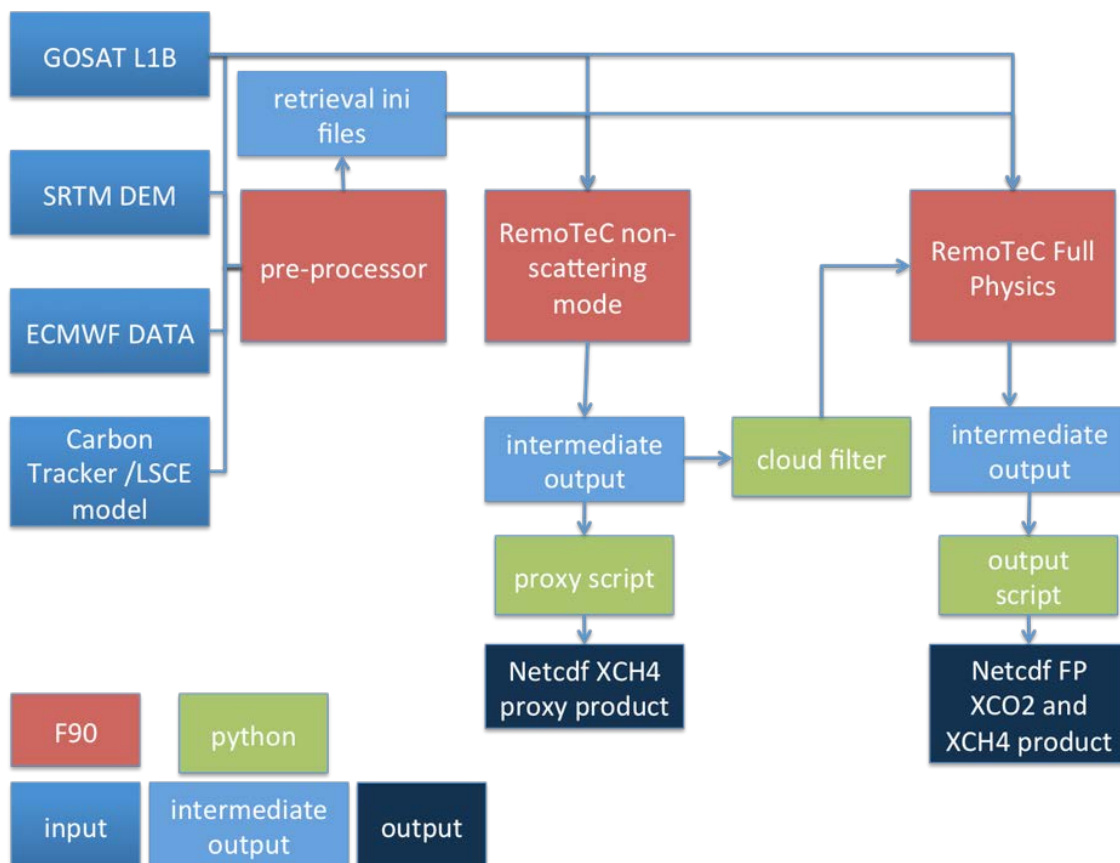 GOSAT L1B
retrieval ini
files
SRTM DEM
pre-processor
RemoTeC non-
scattering
mode
RemoTeC Full
Physics
ECMWF DATA
Carbon
Tracker /LSCE
model
intermediate
output
cloud filter
intermediate
output
proxy script
output
script
Netcdf XCH4
proxy product
Netcdf FP
XCO2 and
XCH4 product
F90
python
input
intermediate
output
output